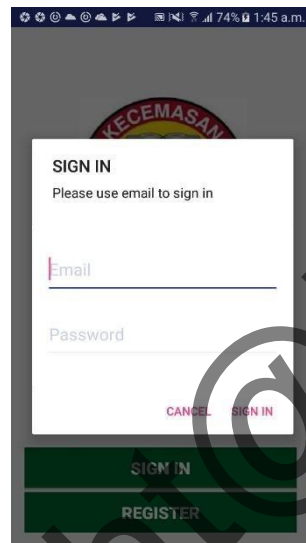 74% 1:45 a.m.
KECEMASAN
SIGN IN
Please use email to sign in
Email
Password
CANCEL SIGN IN
SIGN IN
REGISTER